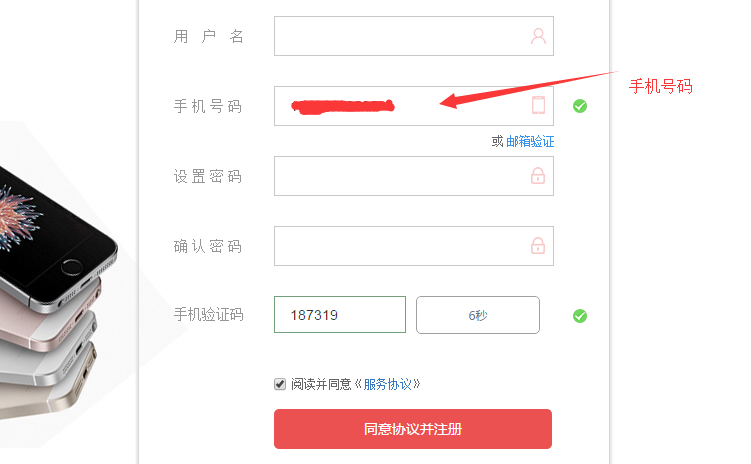 用 户 名
手机号码
手机号码
或 邮箱验证
设置密码
确认密码
手机验证码
187319
6秒
阅读并同意《服务协议》
同意协议并注册